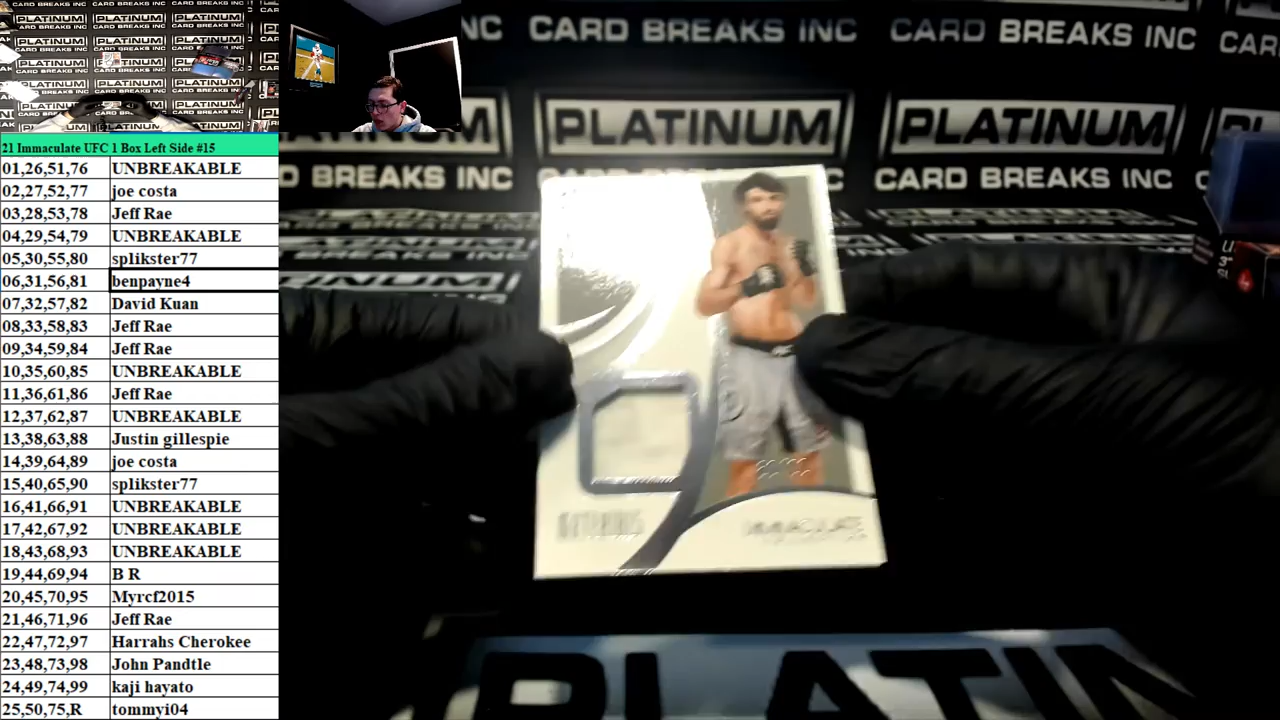 PLATINUM
CARD BREAKS INC
CARD BREAKS INC
PLATINUM
PLATINUM
CARD BREAKS INC
21 Immaculate UFC 1 Box Left Side #15
01,26,51,76 UNBREAKABLE
02,27,52,77 joe costa
03,28,53,78 Jeff Rae
04,29,54,79 UNBREAKABLE
05,30,55,80 splikster77
06,31,56,81 benpayne4
07,32,57,82 David Kuan
08,33,58,83 Jeff Rae
09,34,59,84 Jeff Rae
10,35,60,85 UNBREAKABLE
11,36,61,86 Jeff Rae
12,37,62,87 UNBREAKABLE
13,38,63,88 Justin gillespie
14,39,64,89 joe costa
15,40,65,90 splikster77
16,41,66,91 UNBREAKABLE
17,42,67,92 UNBREAKABLE
18,43,68,93 UNBREAKABLE
19,44,69,94 B R
20,45,70,95 Myrcf2015
21,46,71,96 Jeff Rae
22,47,72,97 Harrahs Cherokee
23,48,73,98 John Pandtle
24,49,74,99 kaji hayato
25,50,75,R tommyi04
IMMACULATE
PLATIN